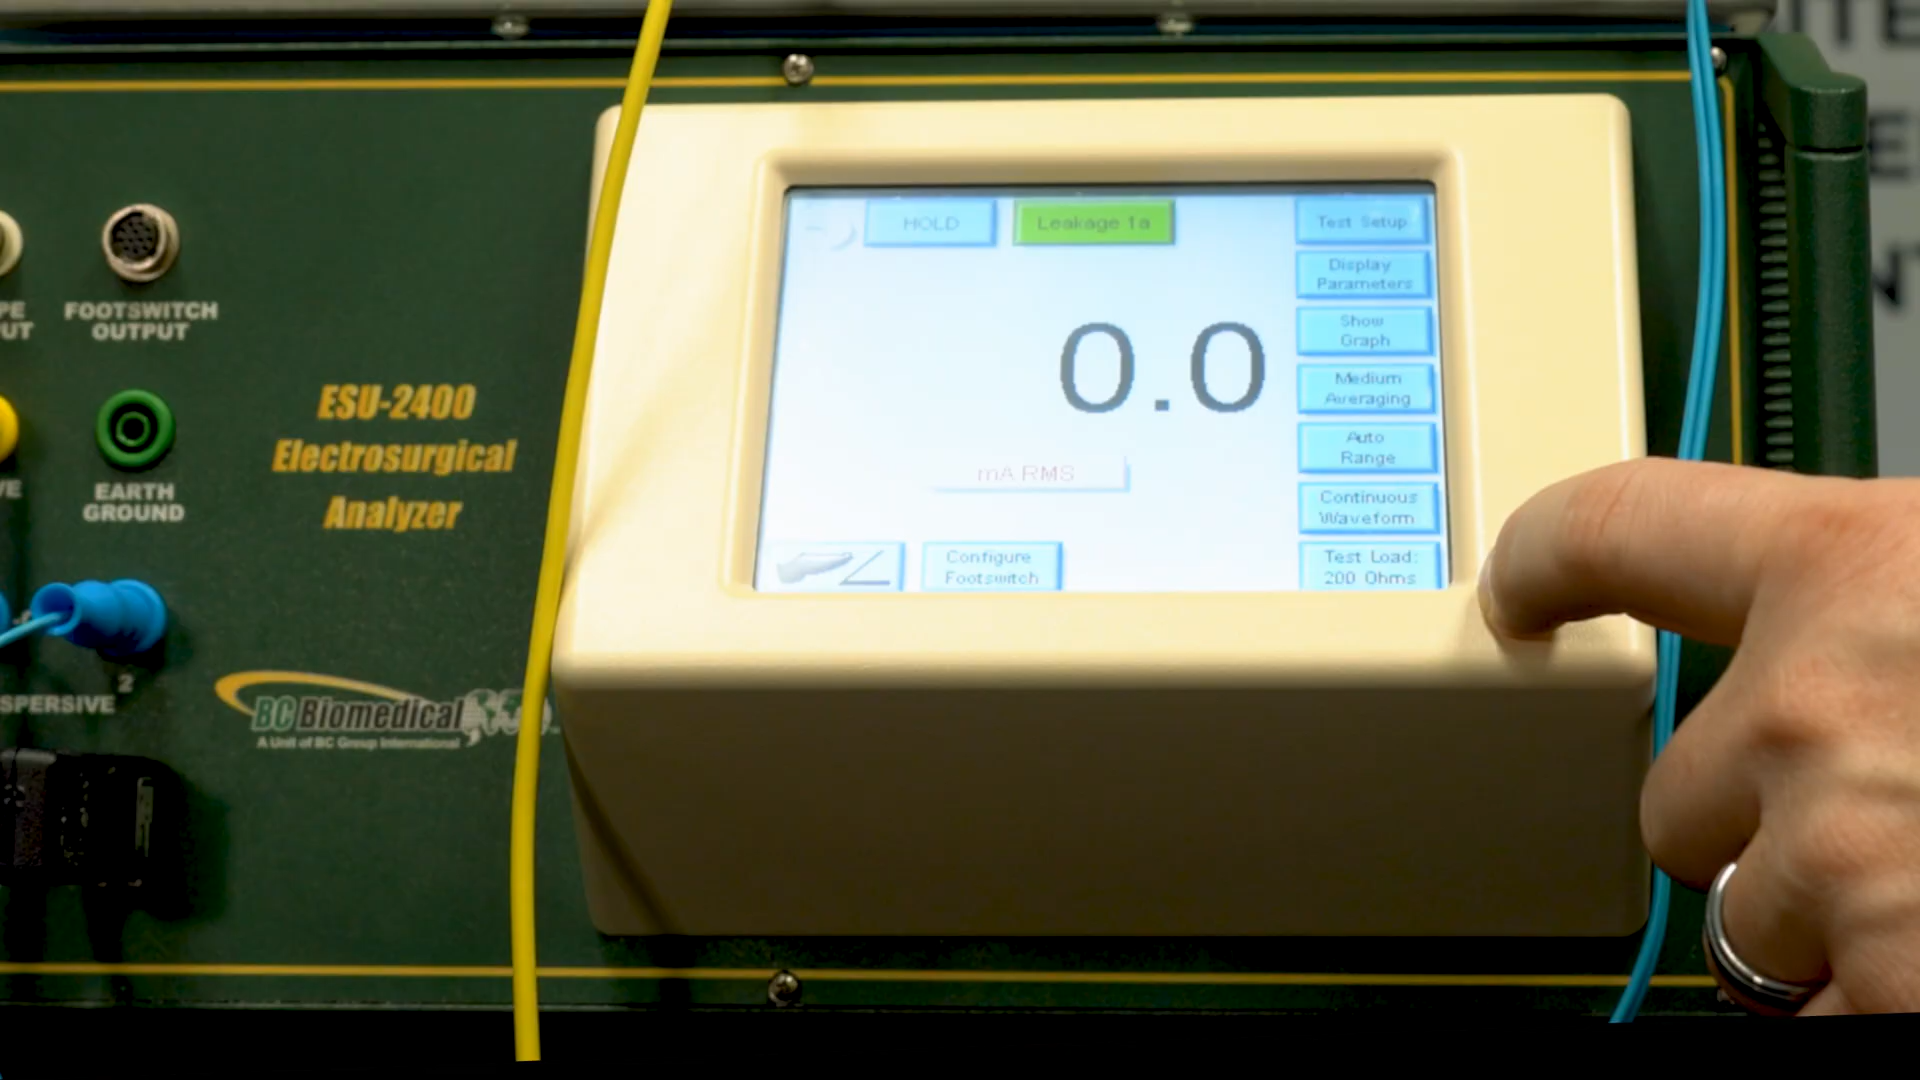 HOLD
Leakage 1a
Test Setup
Display
Parameters
Show
Graph
Medium
Averaging
Auto
Range
Continuous
Waveform
Test Load:
200 Ohms
0.0
mA RMS
Configure
Footswitch
FOOTSWITCH
OUTPUT
EARTH
GROUND
ESU-2400
Electrosurgical
Analyzer
SPERSIVE 2
BC Biomedical
A Unit of BC Group International